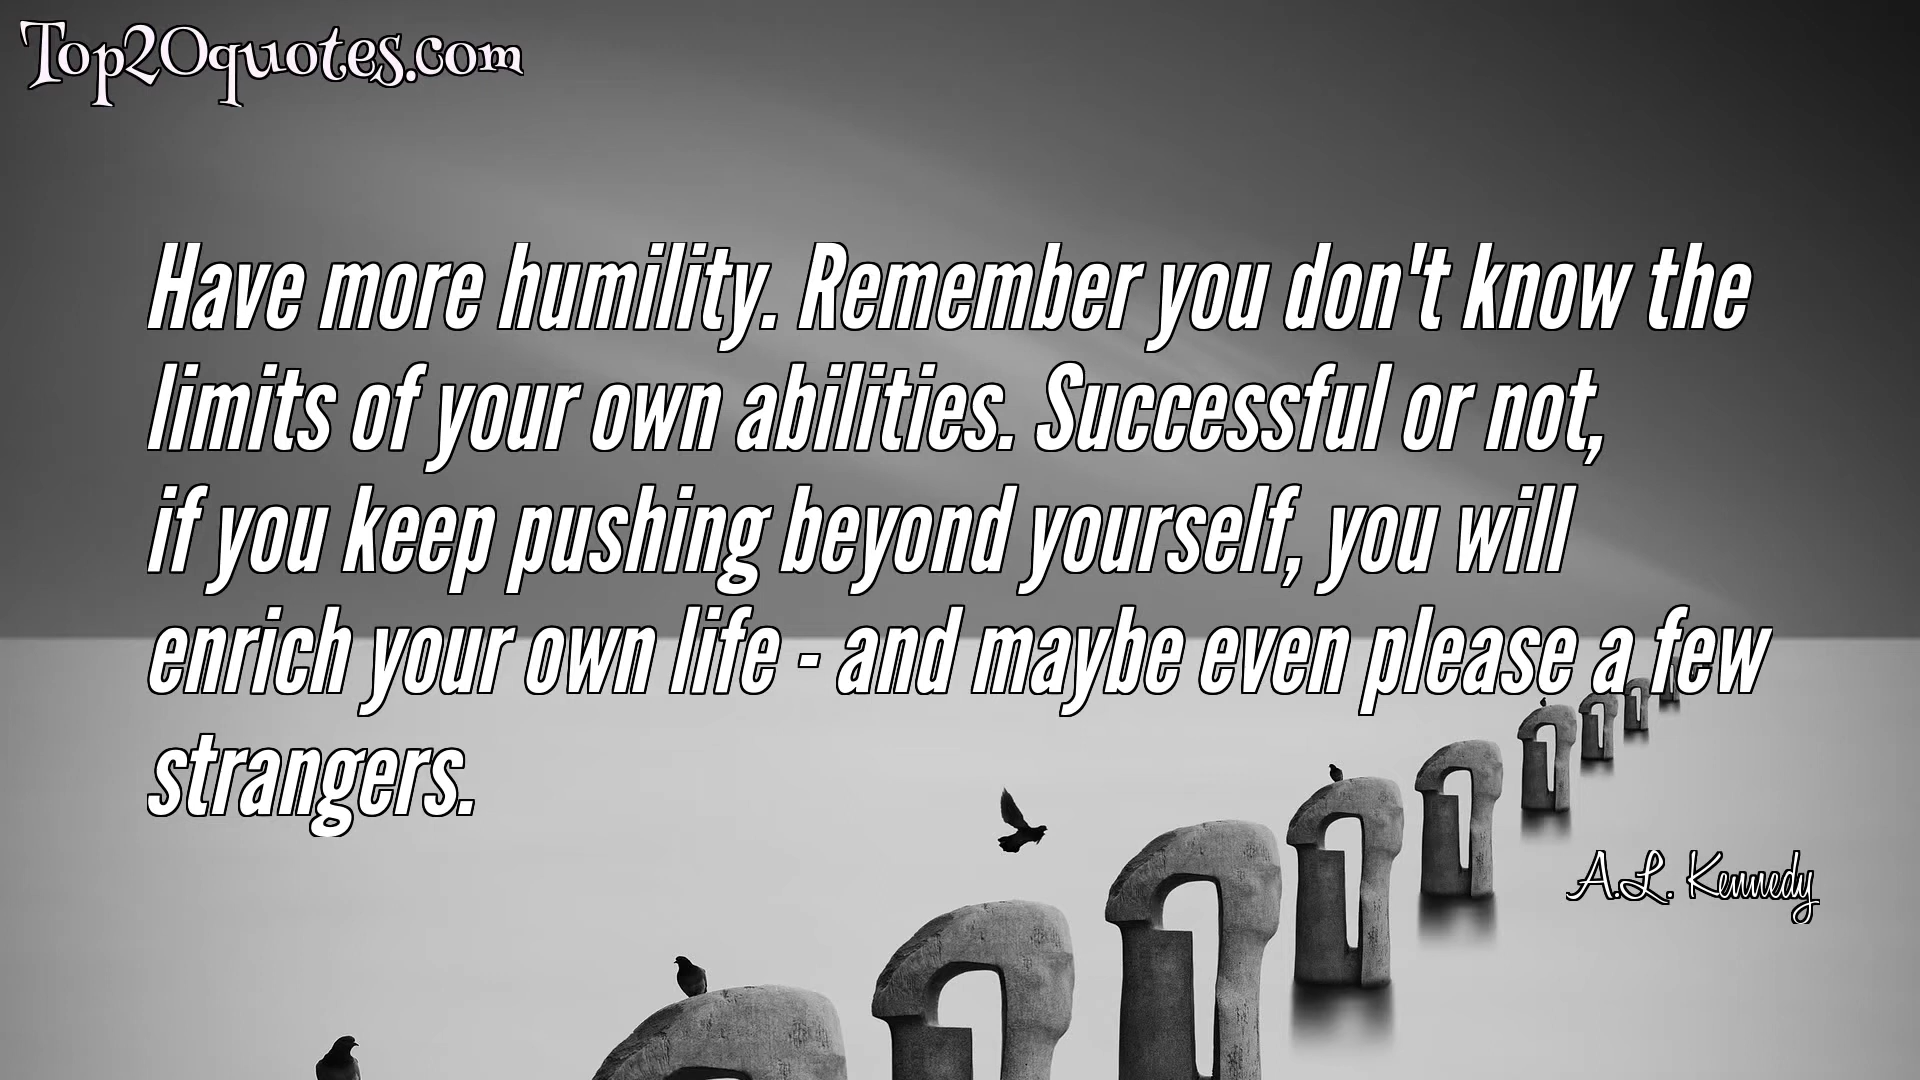 Top20quotes.com
Have more humility. Remember you don't know the
limits of your own abilities. Successful or not,
if you keep pushing beyond yourself, you will
enrich your own life - and maybe even please a few
strangers.
A.L. Kennedy